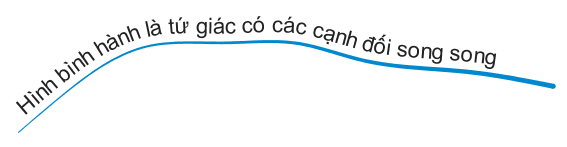 Hình bình hành là tứ giác có các cạnh đối song song